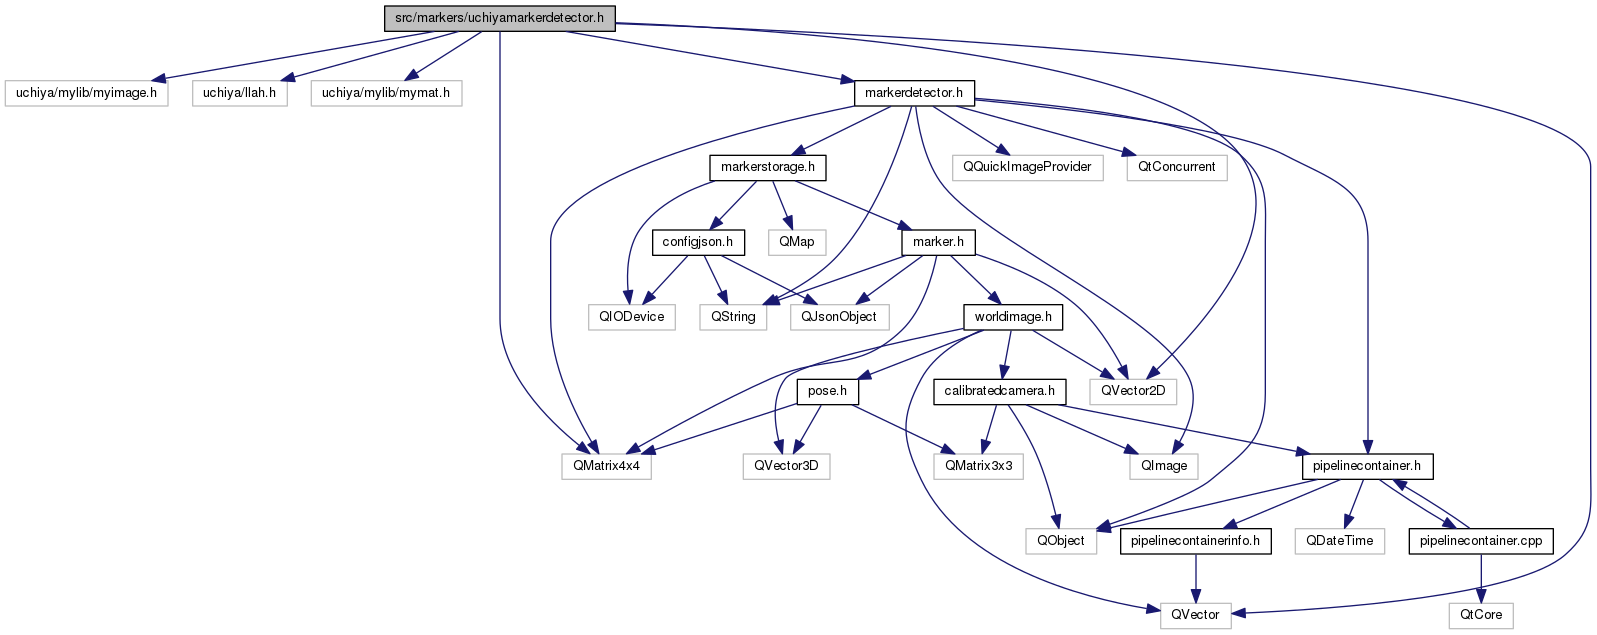 src/markers/uchiyamarkerdetector.h
uchiya/mylib/myimage.h
uchiya/llah.h
uchiya/mylib/mymat.h
markerdetector.h
markerstorage.h
QQuickImageProvider
QtConcurrent
configjson.h
QMap
marker.h
QIODevice
QString
QJsonObject
worldimage.h
pose.h
calibratedcamera.h
QVector2D
QMatrix4x4
QVector3D
QMatrix3x3
QImage
pipelinecontainer.h
QObject
pipelinecontainerinfo.h
QDateTime
pipelinecontainer.cpp
QVector
QtCore